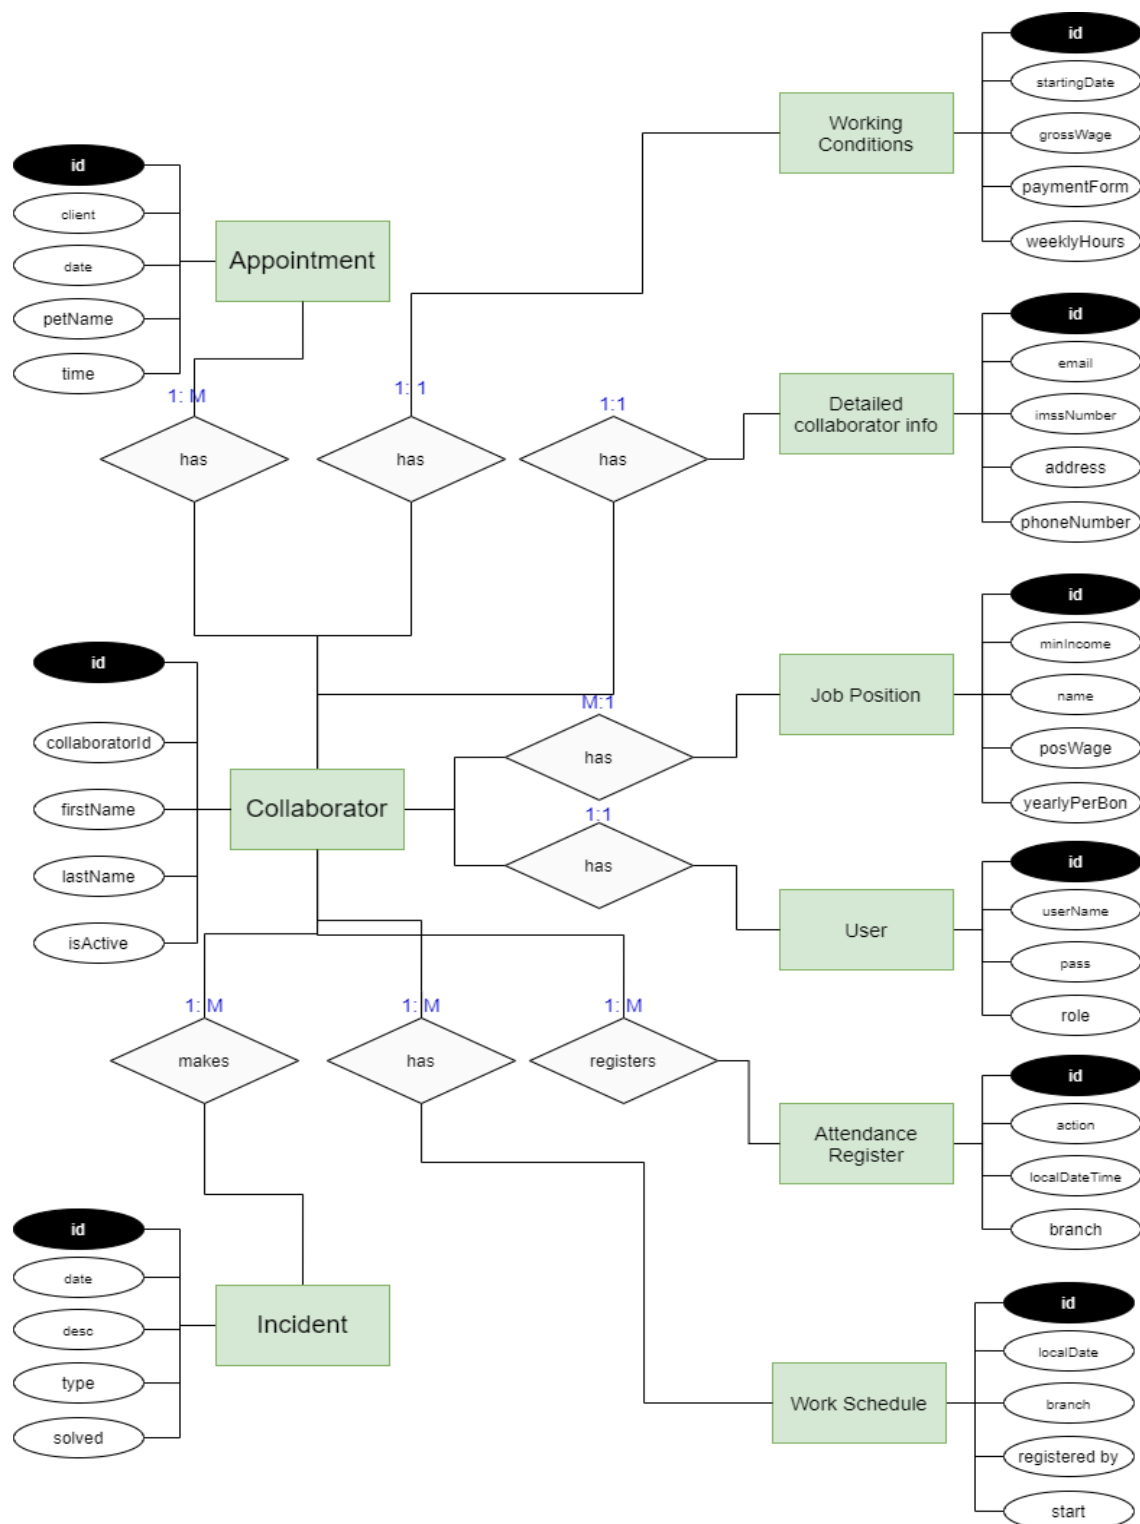 id
startingDate
grossWage
paymentForm
weeklyHours
Working
Conditions
id
client
date
petName
time
Appointment
1: M
has
1: 1
has
1:1
has
id
email
imssNumber
address
phoneNumber
Detailed
collaborator info
id
minIncome
name
posWage
yearlyPerBon
Job Position
id
collaboratorId
firstName
lastName
isActive
Collaborator
M:1
has
1:1
has
id
userName
pass
role
User
1: M
makes
1: M
has
1: M
registers
id
action
localDateTime
branch
Attendance
Register
id
date
desc
type
solved
Incident
id
localDate
branch
registered by
start
Work Schedule